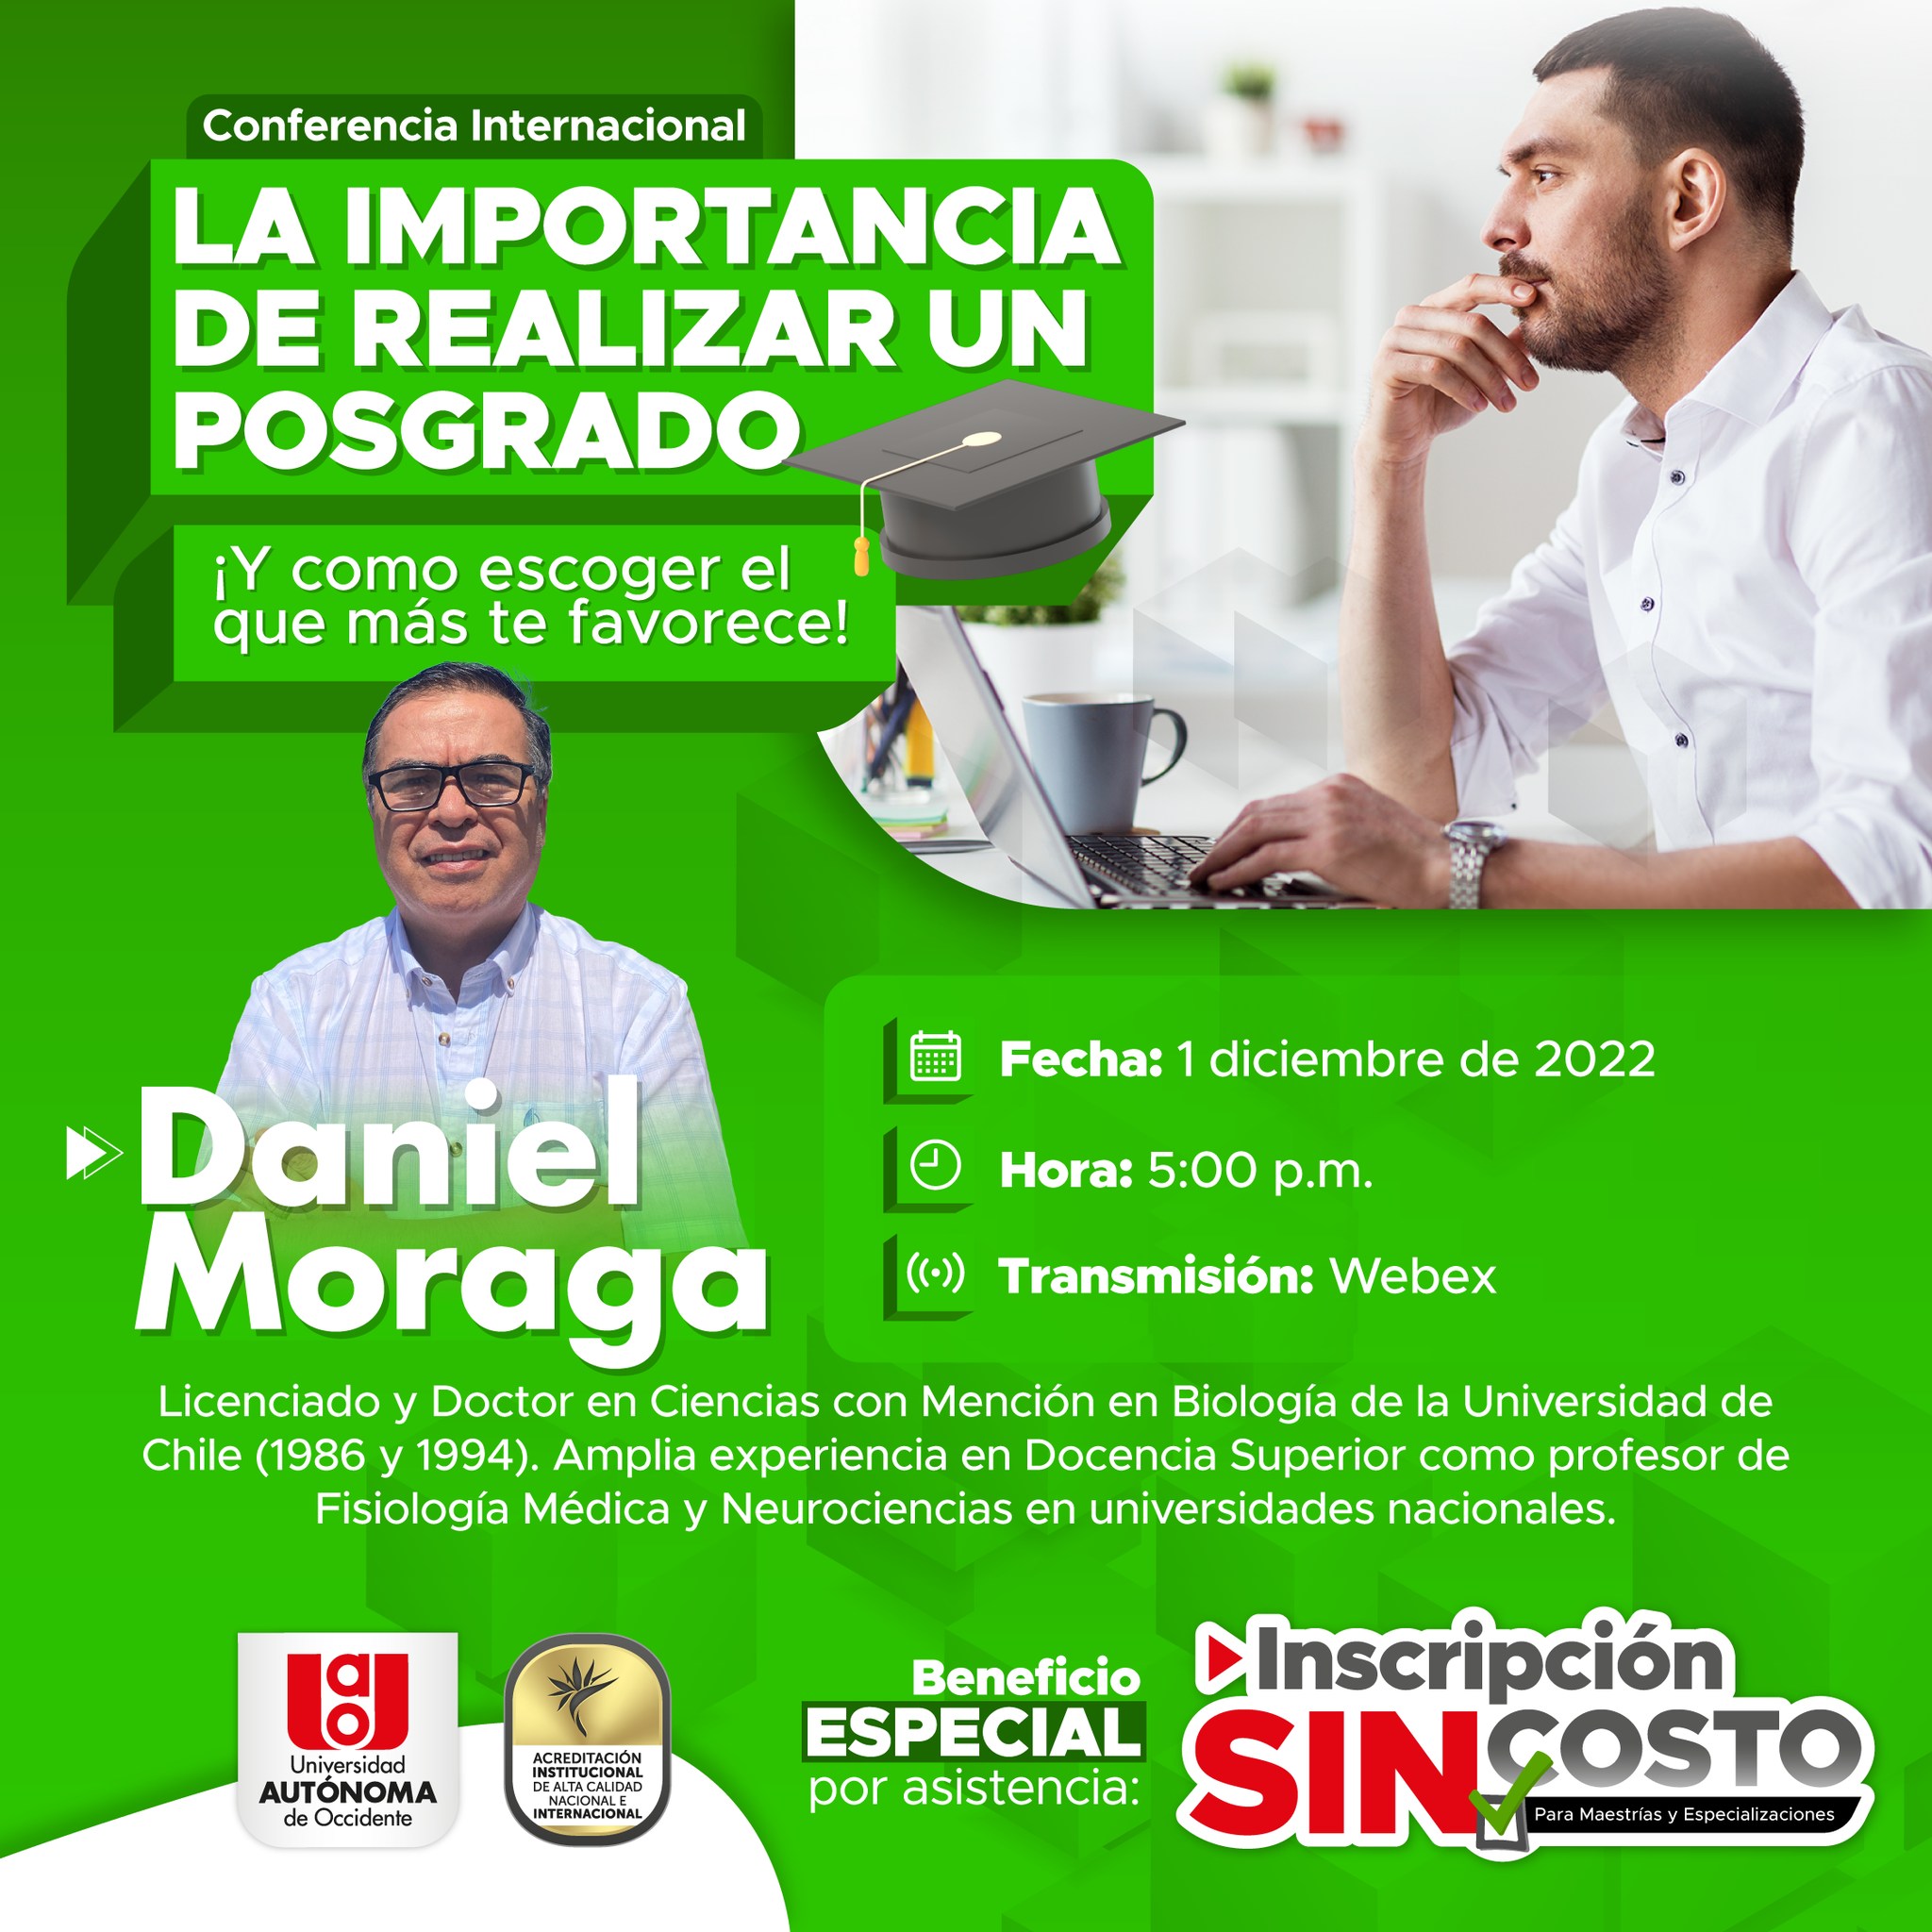 Conferencia Internacional
LA IMPORTANCIA
DE REALIZAR UN
POSGRADO
¡Y como escoger el
que más te favorece!
Daniel
Moraga
Fecha: 1 diciembre de 2022
Hora: 5:00 p.m.
Transmisión: Webex
Licenciado y Doctor en Ciencias con Mención en Biología de la Universidad de
Chile (1986 y 1994). Amplia experiencia en Docencia Superior como profesor de
Fisiología Médica y Neurociencias en universidades nacionales.
uao
Universidad
AUTÓNOMA
de Occidente
ACREDITACIÓN
INSTITUCIONAL
DE ALTA CALIDAD
NACIONAL E
INTERNACIONAL
Beneficio
ESPECIAL
por asistencia:
Inscripción
SIN COSTO
Para Maestrías y Especializaciones